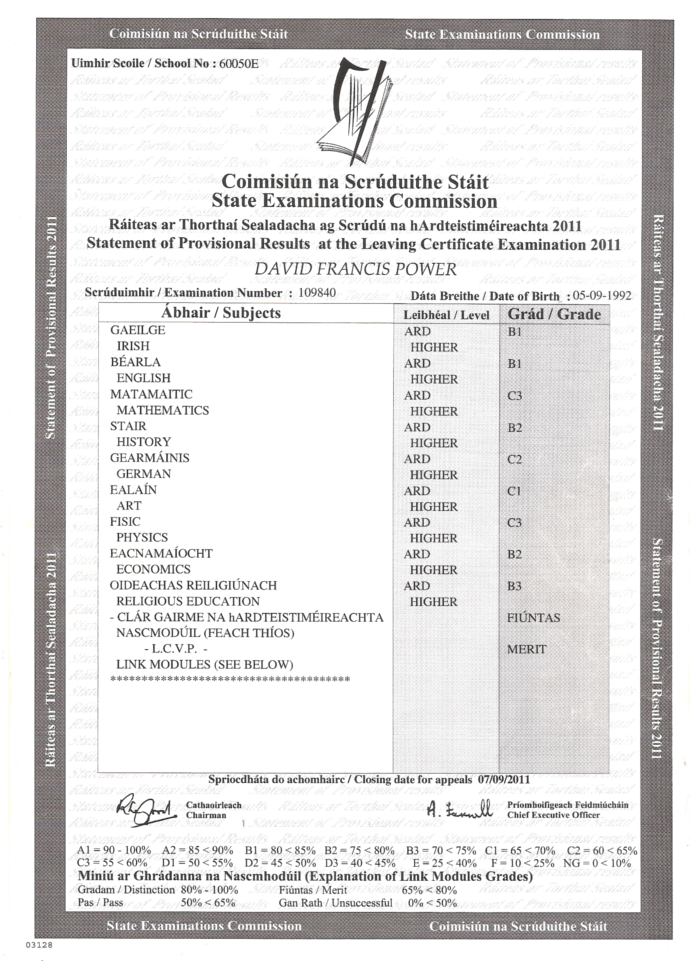 Coimisiún na Scrúduithe Stáit State Examinations Commission
Uimhir Scoile / School No : 60050E
Coimisiún na Scrúduithe Stáit
State Examinations Commission
Ráiteas ar Thorthaí Sealadacha ag Scrúdú na hArdteistiméireachta 2011
Statement of Provisional Results at the Leaving Certificate Examination 2011
DAVID FRANCIS POWER
Scrúduimhir / Examination Number : 109840 Dáta Breithe / Date of Birth : 05-09-1992
Ábhair / Subjects Leibhéal / Level Grád / Grade
GAEILGE ARD B1
IRISH HIGHER
BÉARLA ARD B1
ENGLISH HIGHER
MATAMAITIC ARD C3
MATHEMATICS HIGHER
STAIR ARD B2
HISTORY HIGHER
GEARMÁINIS ARD C2
GERMAN HIGHER
EALAÍN ARD C1
ART HIGHER
FISIC ARD C3
PHYSICS HIGHER
EACNAMAÍOCHT ARD B2
ECONOMICS HIGHER
OIDEACHAS REILIGIÚNACH ARD B3
RELIGIOUS EDUCATION HIGHER
- CLÁR GAIRME NA hARDTEISTIMÉIREACHTA FIÚNTAS
NASCMODÚIL (FEACH THÍOS)
- L.C.V.P. - MERIT
LINK MODULES (SEE BELOW)
**************************************
Spriocdháta do achomhairc / Closing date for appeals 07/09/2011
Cathaoirleach
Chairman
Príomhoifigeach Feidmiúcháin
Chief Executive Officer
A1 = 90 - 100% A2 = 85 < 90% B1 = 80 < 85% B2 = 75 < 80% B3 = 70 < 75% C1 = 65 < 70% C2 = 60 < 65%
C3 = 55 < 60% D1 = 50 < 55% D2 = 45 < 50% D3 = 40 < 45% E = 25 < 40% F = 10 < 25% NG = 0 < 10%
Miniú ar Ghrádanna na Nascmhodúil (Explanation of Link Modules Grades)
Gradam / Distinction 80% - 100% Fiúntas / Merit 65% < 80%
Pas / Pass 50% < 65% Gan Rath / Unsuccessful 0% < 50%
State Examinations Commission Coimisiún na Scrúduithe Stáit
03128
Statement of Provisional Results 2011
Ráiteas ar Thorthaí Sealadacha 2011
Ráiteas ar Thorthaí Sealadacha 2011
Statement of Provisional Results 2011